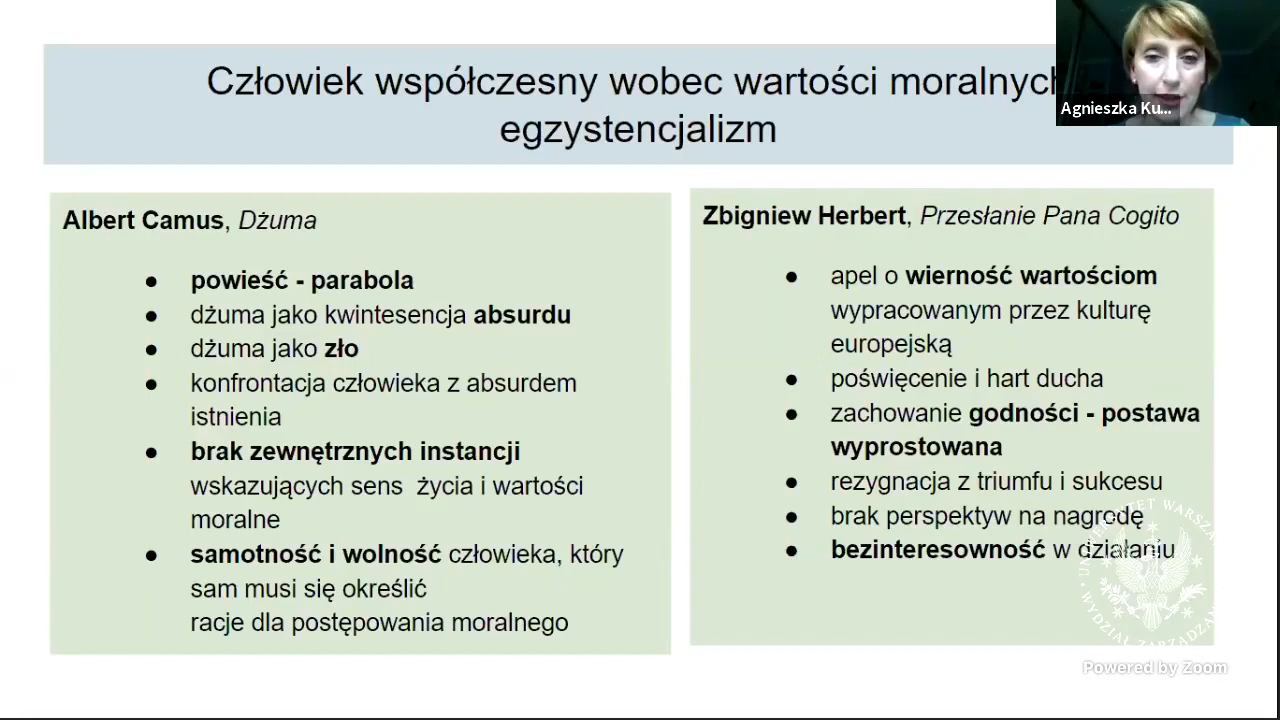 Człowiek współczesny wobec wartości moralnych
egzystencjalizm
Agnieszka Ku...
Albert Camus, Dżuma
● powieść - parabola
● dżuma jako kwintesencja absurdu
● dżuma jako zło
● konfrontacja człowieka z absurdem
istnienia
● brak zewnętrznych instancji
wskazujących sens życia i wartości
moralne
● samotność i wolność człowieka, który
sam musi się określić
racje dla postępowania moralnego
Zbigniew Herbert, Przesłanie Pana Cogito
● apel o wierność wartościom
wypracowanym przez kulturę
europejską
● poświęcenie i hart ducha
● zachowanie godności - postawa
wyprostowana
● rezygnacja z triumfu i sukcesu
● brak perspektyw na nagrodę
● bezinteresowność w działaniu
Powered by Zoom